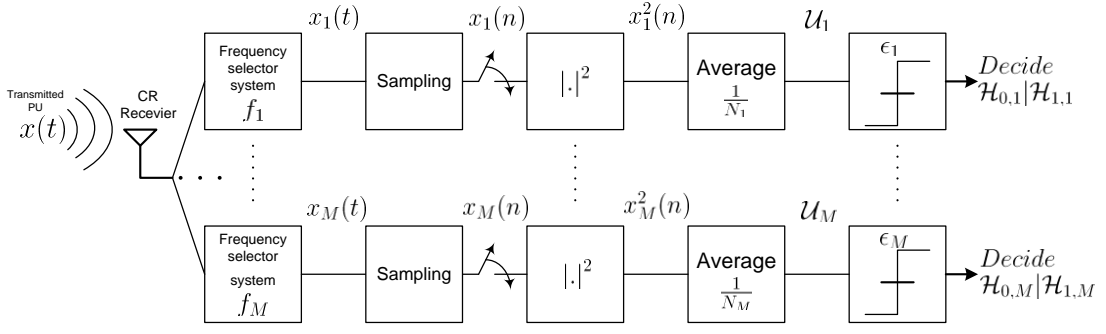 x_1(t)
x_1(n)
x_1^2(n)
𝒰_1
Transmitted
PU
x(t)
CR
Recevier
Frequency
selector
system
f_1
Sampling
|.|^2
Average
1/N_1
ϵ_1
Decide
ℋ_{0,1}|ℋ_{1,1}
x_M(t)
x_M(n)
x_M^2(n)
𝒰_M
Frequency
selector
system
f_M
Sampling
|.|^2
Average
1/N_M
ϵ_M
Decide
ℋ_{0,M}|ℋ_{1,M}